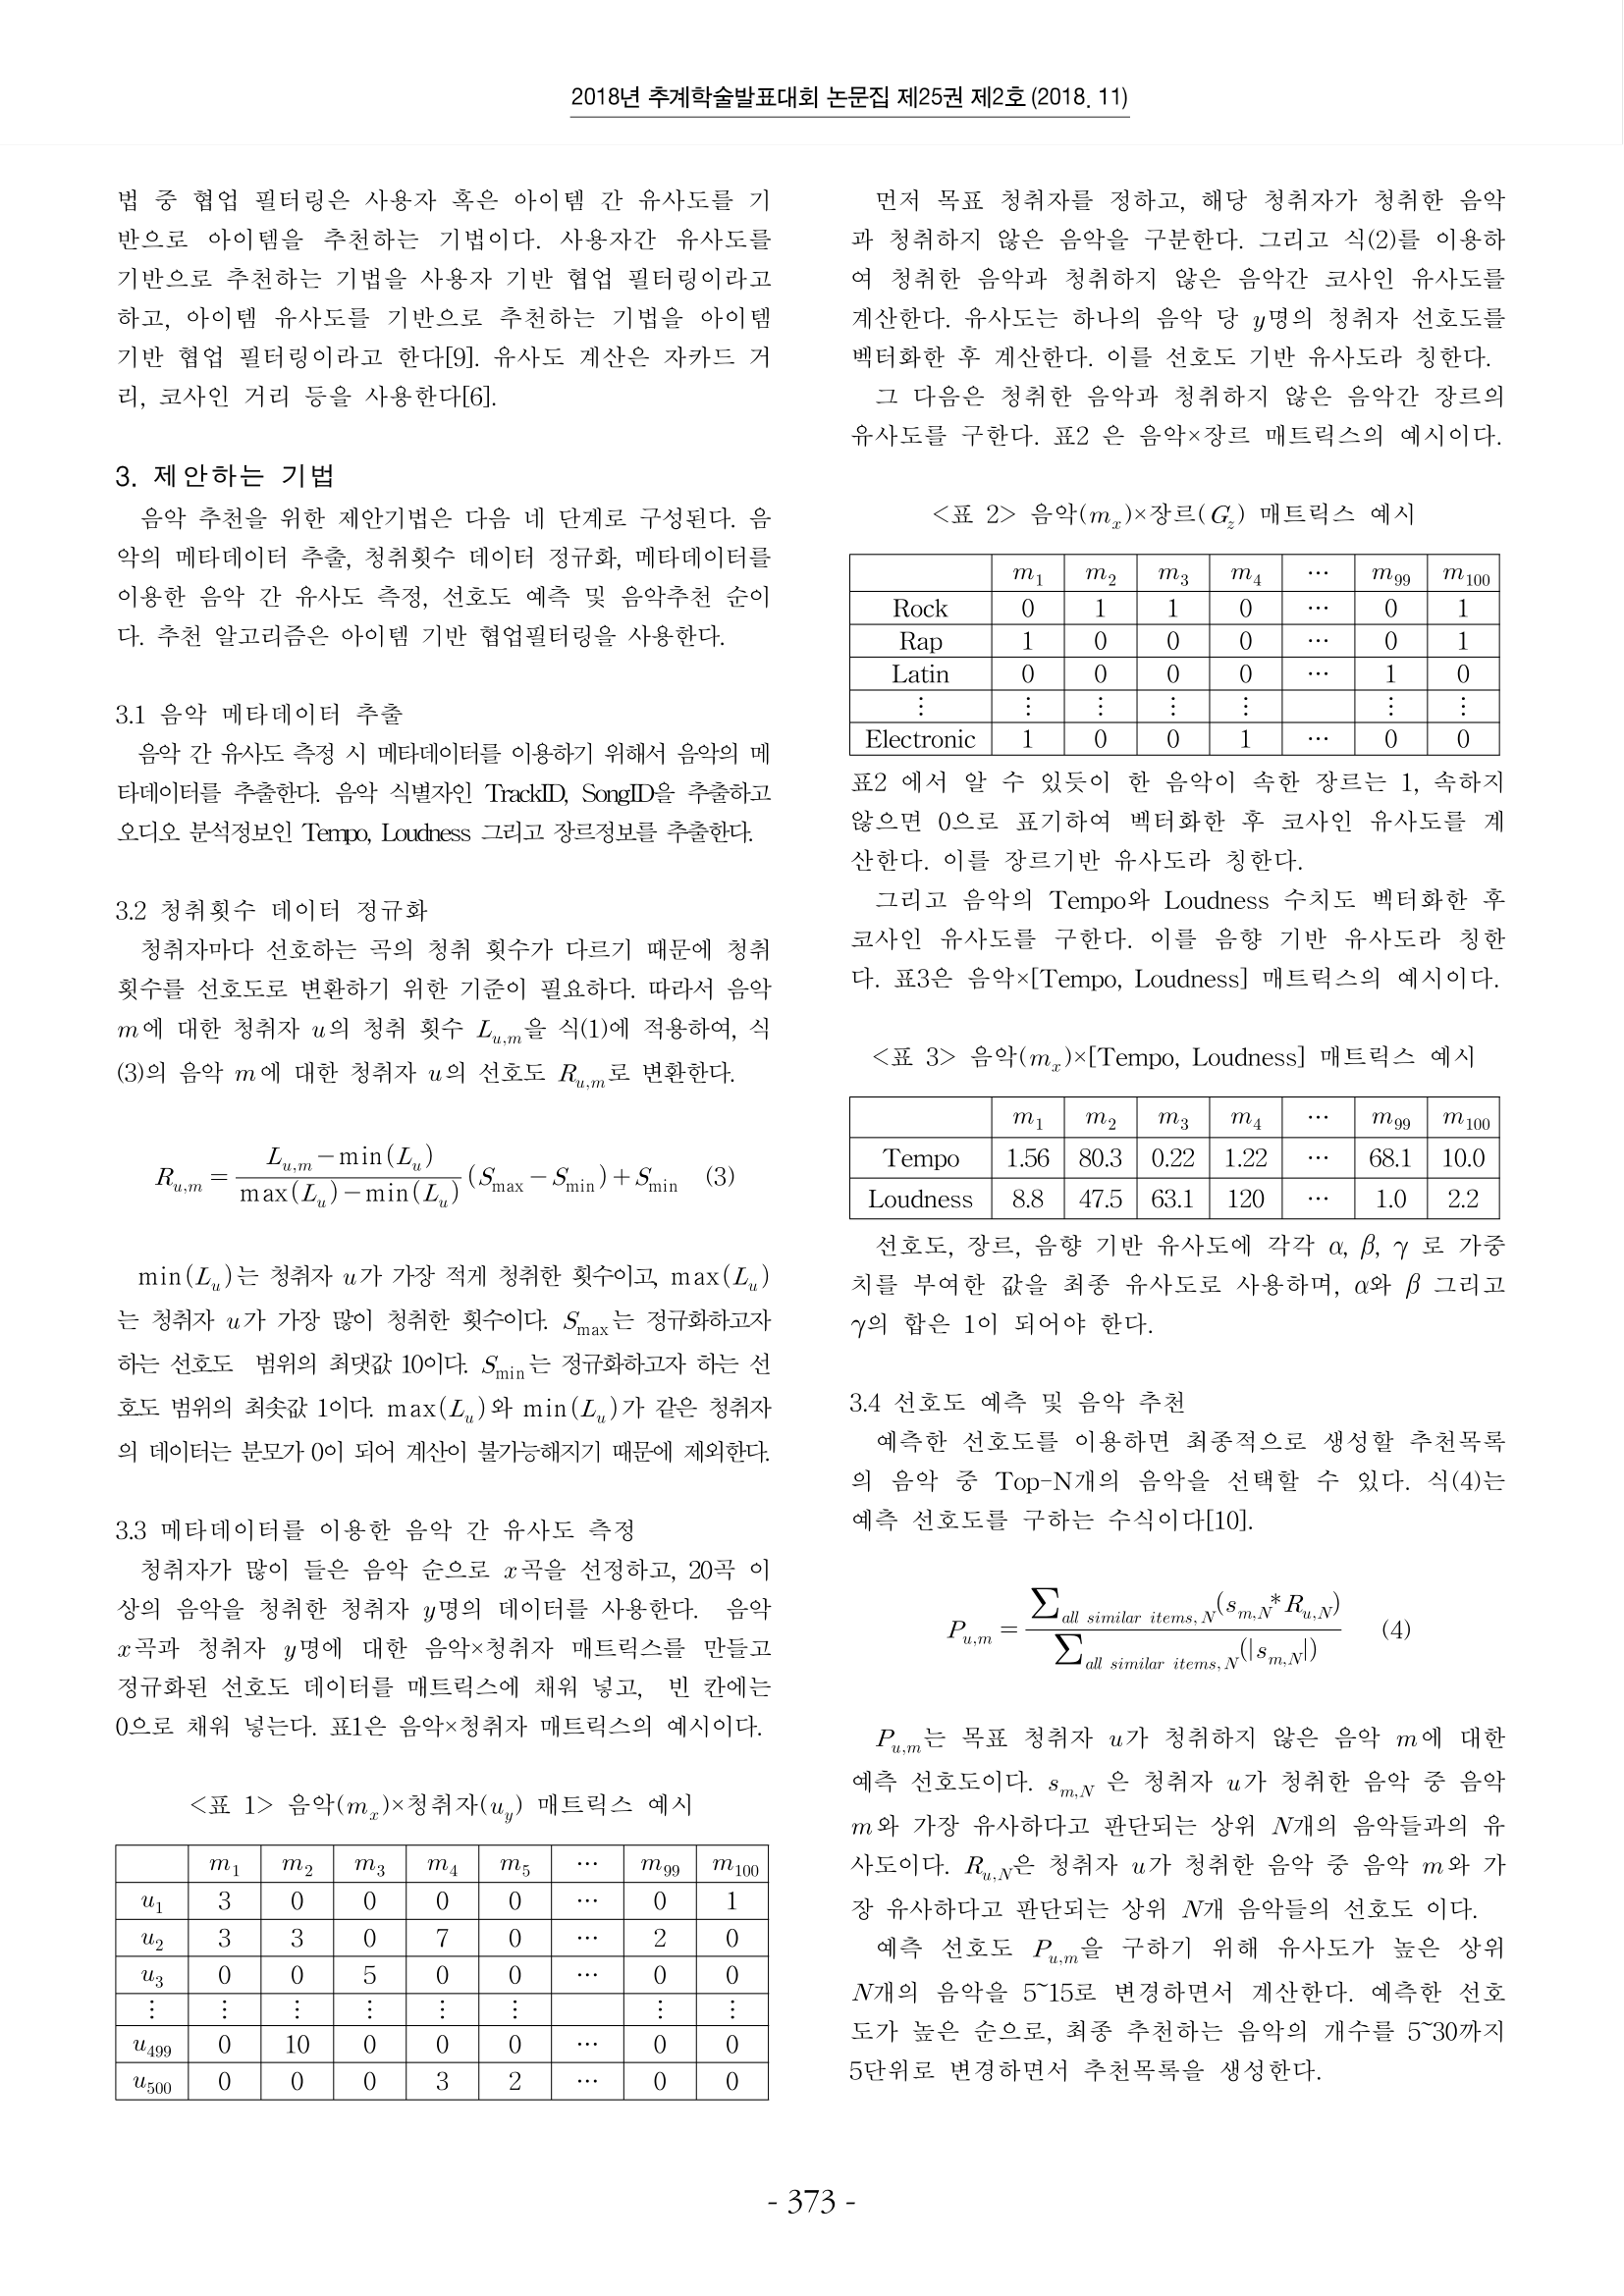 2018년 추계학술발표대회 논문집 제25권 제2호 (2018. 11)
법 중 협업 필터링은 사용자 혹은 아이템 간 유사도를 기
반으로 아이템을 추천하는 기법이다. 사용자간 유사도를
기반으로 추천하는 기법을 사용자 기반 협업 필터링이라고
하고, 아이템 유사도를 기반으로 추천하는 기법을 아이템
기반 협업 필터링이라고 한다[9]. 유사도 계산은 자카드 거
리, 코사인 거리 등을 사용한다[6].
3. 제안하는 기법
음악 추천을 위한 제안기법은 다음 네 단계로 구성된다. 음
악의 메타데이터 추출, 청취횟수 데이터 정규화, 메타데이터를
이용한 음악 간 유사도 측정, 선호도 예측 및 음악추천 순이
다. 추천 알고리즘은 아이템 기반 협업필터링을 사용한다.
3.1 음악 메타데이터 추출
음악 간 유사도 측정 시 메타데이터를 이용하기 위해서 음악의 메
타데이터를 추출한다. 음악 식별자인 TrackID, SongID을 추출하고
오디오 분석정보인 Tempo, Loudness 그리고 장르정보를 추출한다.
3.2 청취횟수 데이터 정규화
청취자마다 선호하는 곡의 청취 횟수가 다르기 때문에 청취
횟수를 선호도로 변환하기 위한 기준이 필요하다. 따라서 음악
m에 대한 청취자 u의 청취 횟수 L_{u,m}을 식(1)에 적용하여, 식
(3)의 음악 m에 대한 청취자 u의 선호도 R_{u,m}로 변환한다.
R_{u,m} = \frac{L_{u,m} - min(L_u)}{max(L_u) - min(L_u)} (S_{max} - S_{min}) + S_{min} (3)
min(L_u)는 청취자 u가 가장 적게 청취한 횟수이고, max(L_u)
는 청취자 u가 가장 많이 청취한 횟수이다. S_{max}는 정규화하고자
하는 선호도 범위의 최댓값 10이다. S_{min}는 정규화하고자 하는 선
호도 범위의 최솟값 1이다. max(L_u)와 min(L_u)가 같은 청취자
의 데이터는 분모가 0이 되어 계산이 불가능해지기 때문에 제외한다.
3.3 메타데이터를 이용한 음악 간 유사도 측정
청취자가 많이 들은 음악 순으로 x곡을 선정하고, 20곡 이
상의 음악을 청취한 청취자 y명의 데이터를 사용한다. 음악
x곡과 청취자 y명에 대한 음악×청취자 매트릭스를 만들고
정규화된 선호도 데이터를 매트릭스에 채워 넣고, 빈 칸에는
0으로 채워 넣는다. 표1은 음악×청취자 매트릭스의 예시이다.
<표 1> 음악(m_x)×청취자(u_y) 매트릭스 예시
m_1 m_2 m_3 m_4 m_5 ⋯ m_{99} m_{100}
u_1 3 0 0 0 0 ⋯ 0 1
u_2 3 3 0 7 0 ⋯ 2 0
u_3 0 0 5 0 0 ⋯ 0 0
⋮ ⋮ ⋮ ⋮ ⋮ ⋮ ⋮ ⋮
u_{499} 0 10 0 0 0 ⋯ 0 0
u_{500} 0 0 0 3 2 ⋯ 0 0
먼저 목표 청취자를 정하고, 해당 청취자가 청취한 음악
과 청취하지 않은 음악을 구분한다. 그리고 식(2)를 이용하
여 청취한 음악과 청취하지 않은 음악간 코사인 유사도를
계산한다. 유사도는 하나의 음악 당 y명의 청취자 선호도를
벡터화한 후 계산한다. 이를 선호도 기반 유사도라 칭한다.
그 다음은 청취한 음악과 청취하지 않은 음악간 장르의
유사도를 구한다. 표2 은 음악×장르 매트릭스의 예시이다.
<표 2> 음악(m_x)×장르(G_z) 매트릭스 예시
m_1 m_2 m_3 m_4 ⋯ m_{99} m_{100}
Rock 0 1 1 0 ⋯ 0 1
Rap 1 0 0 0 ⋯ 0 1
Latin 0 0 0 0 ⋯ 1 0
⋮ ⋮ ⋮ ⋮ ⋮ ⋮ ⋮
Electronic 1 0 0 1 ⋯ 0 0
표2 에서 알 수 있듯이 한 음악이 속한 장르는 1, 속하지
않으면 0으로 표기하여 벡터화한 후 코사인 유사도를 계
산한다. 이를 장르기반 유사도라 칭한다.
그리고 음악의 Tempo와 Loudness 수치도 벡터화한 후
코사인 유사도를 구한다. 이를 음향 기반 유사도라 칭한
다. 표3은 음악×[Tempo, Loudness] 매트릭스의 예시이다.
<표 3> 음악(m_x)×[Tempo, Loudness] 매트릭스 예시
m_1 m_2 m_3 m_4 ⋯ m_{99} m_{100}
Tempo 1.56 80.3 0.22 1.22 ⋯ 68.1 10.0
Loudness 8.8 47.5 63.1 120 ⋯ 1.0 2.2
선호도, 장르, 음향 기반 유사도에 각각 α, β, γ 로 가중
치를 부여한 값을 최종 유사도로 사용하며, α와 β 그리고
γ의 합은 1이 되어야 한다.
3.4 선호도 예측 및 음악 추천
예측한 선호도를 이용하면 최종적으로 생성할 추천목록
의 음악 중 Top-N개의 음악을 선택할 수 있다. 식(4)는
예측 선호도를 구하는 수식이다[10].
P_{u,m} = \frac{∑_{all similar items, N}(s_{m,N} * R_{u,N})}{∑_{all similar items, N}(|s_{m,N}|)} (4)
P_{u,m}는 목표 청취자 u가 청취하지 않은 음악 m에 대한
예측 선호도이다. s_{m,N} 은 청취자 u가 청취한 음악 중 음악
m와 가장 유사하다고 판단되는 상위 N개의 음악들과의 유
사도이다. R_{u,N}은 청취자 u가 청취한 음악 중 음악 m와 가
장 유사하다고 판단되는 상위 N개 음악들의 선호도 이다.
예측 선호도 P_{u,m}을 구하기 위해 유사도가 높은 상위
N개의 음악을 5~15로 변경하면서 계산한다. 예측한 선호
도가 높은 순으로, 최종 추천하는 음악의 개수를 5~30까지
5단위로 변경하면서 추천목록을 생성한다.
- 373 -